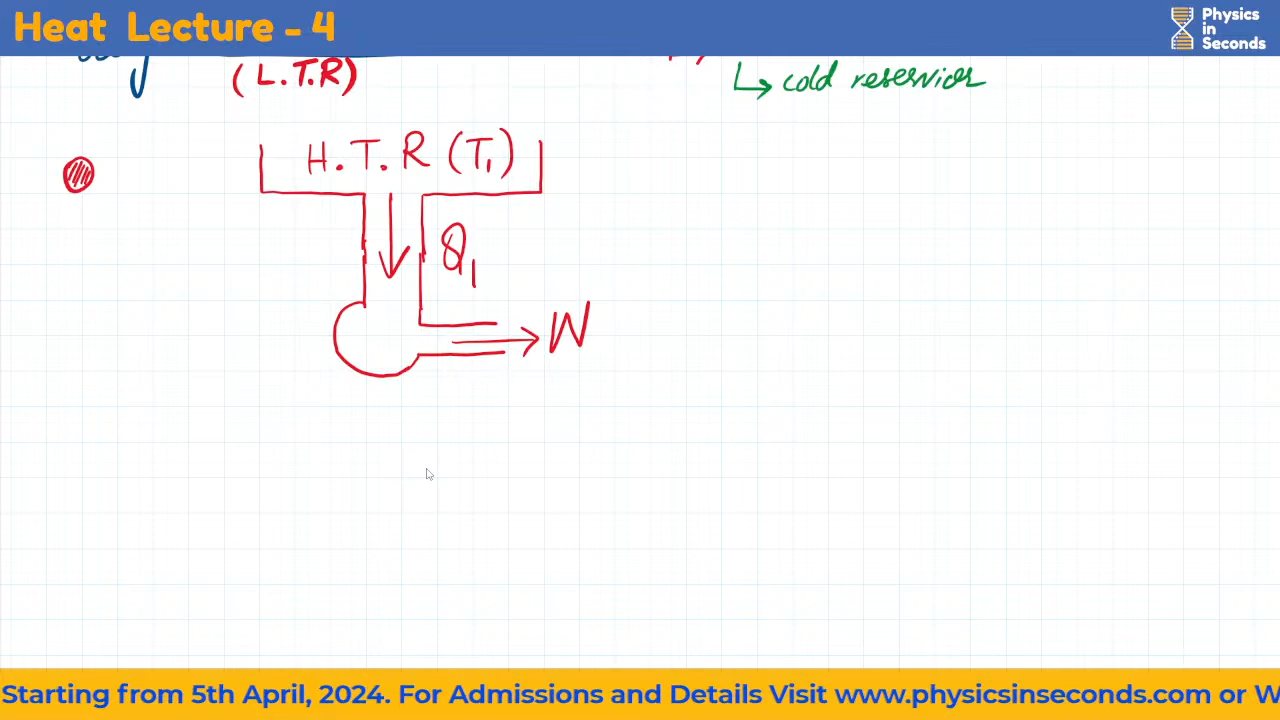 Heat Lecture - 4
Physics
in
Seconds
(L.T.R)
↳ cold reservior
H.T.R (T₁)
Q₁
W
Starting from 5th April, 2024. For Admissions and Details Visit www.physicsinseconds.com or W